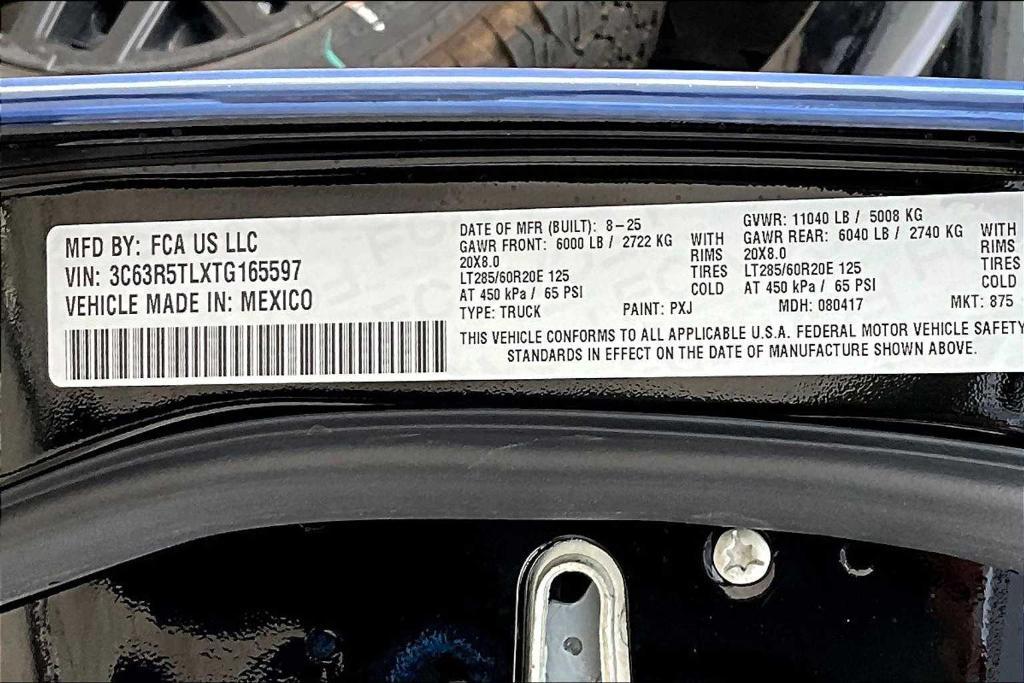 MFD BY: FCA US LLC
VIN: 3C63R5TLXTG165597
VEHICLE MADE IN: MEXICO
DATE OF MFR (BUILT): 8-25
GAWR FRONT: 6000 LB / 2722 KG WITH
20X8.0 RIMS
LT285/60R20E 125 TIRES
AT 450 kPa / 65 PSI COLD
TYPE: TRUCK PAINT: PXJ
GVWR: 11040 LB / 5008 KG
GAWR REAR: 6040 LB / 2740 KG WITH
20X8.0 RIMS
LT285/60R20E 125 TIRES
AT 450 kPa / 65 PSI COLD
MDH: 080417 MKT: 875
THIS VEHICLE CONFORMS TO ALL APPLICABLE U.S.A. FEDERAL MOTOR VEHICLE SAFETY
STANDARDS IN EFFECT ON THE DATE OF MANUFACTURE SHOWN ABOVE.